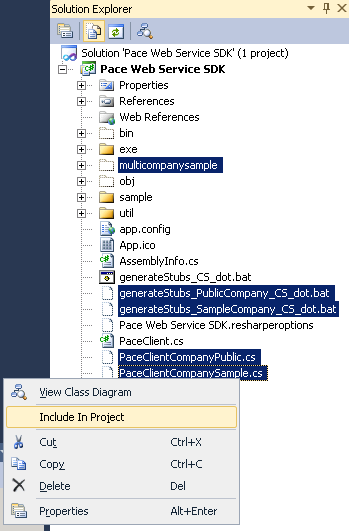 Solution Explorer
Solution 'Pace Web Service SDK' (1 project)
Pace Web Service SDK
Properties
References
Web References
bin
exe
multicompanysample
obj
sample
util
app.config
App.ico
AssemblyInfo.cs
generateStubs_CS_dot.bat
generateStubs_PublicCompany_CS_dot.bat
generateStubs_SampleCompany_CS_dot.bat
Pace Web Service SDK.resharperoptions
PaceClient.cs
PaceClientCompanyPublic.cs
PaceClientCompanySample.cs
View Class Diagram
Include In Project
Cut Ctrl+X
Copy Ctrl+C
Delete Del
Properties Alt+Enter